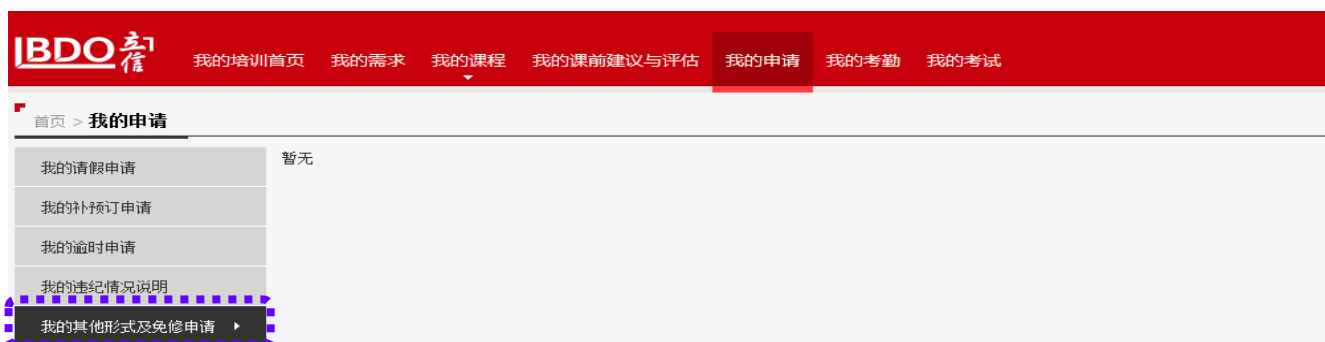 BDO立信
我的培训首页 我的需求 我的课程 我的课前建议与评估 我的申请 我的考勤 我的考试
首页 > 我的申请
我的请假申请
暂无
我的补预订申请
我的逾时申请
我的违纪情况说明
我的其他形式及免修申请